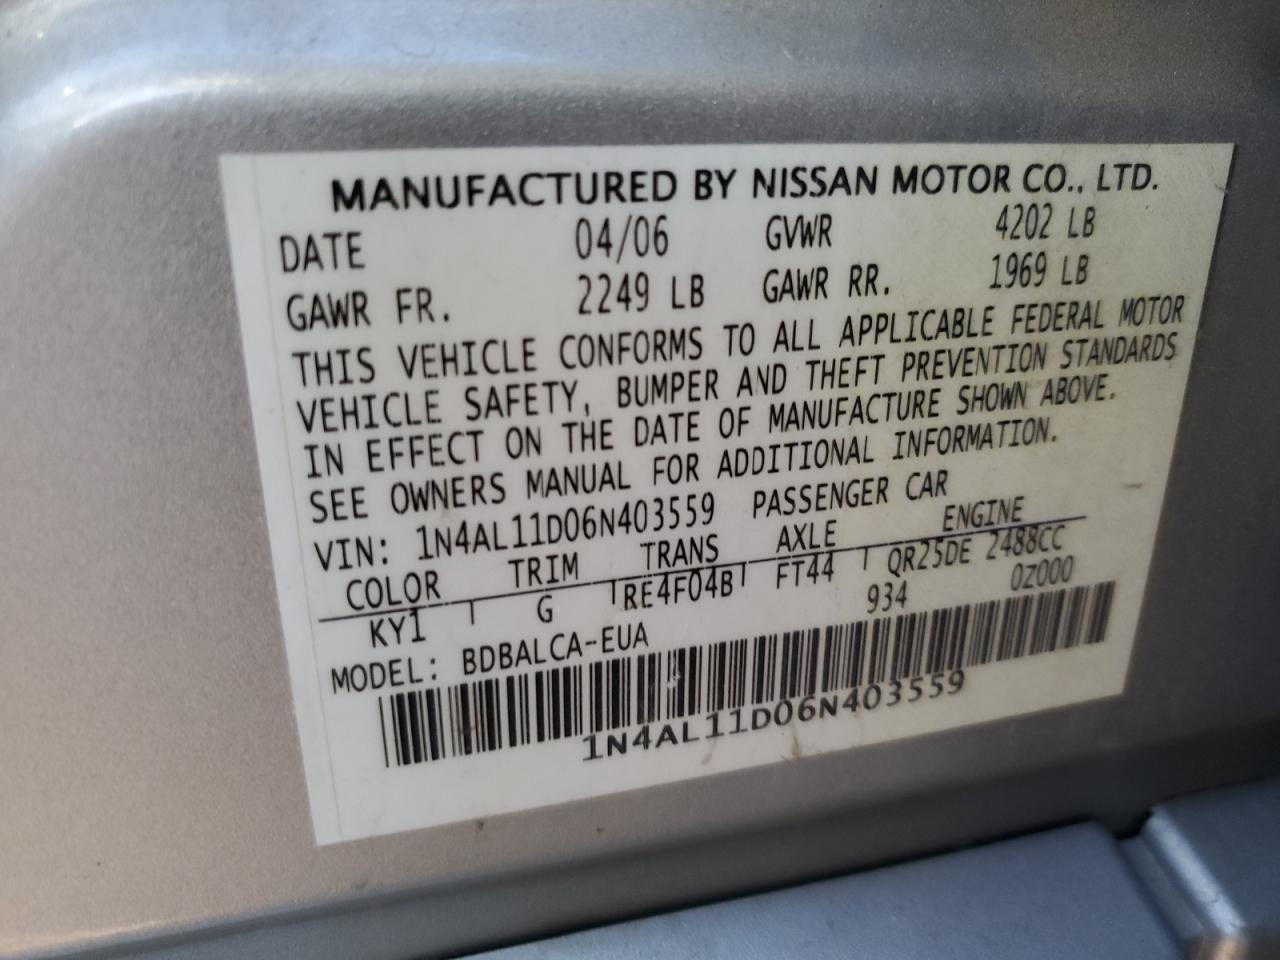 MANUFACTURED BY NISSAN MOTOR CO., LTD.
DATE 04/06 GVWR 4202 LB
GAWR FR. 2249 LB GAWR RR. 1969 LB
THIS VEHICLE CONFORMS TO ALL APPLICABLE FEDERAL MOTOR
VEHICLE SAFETY, BUMPER AND THEFT PREVENTION STANDARDS
IN EFFECT ON THE DATE OF MANUFACTURE SHOWN ABOVE.
SEE OWNERS MANUAL FOR ADDITIONAL INFORMATION.
VIN: 1N4AL11D06N403559 PASSENGER CAR
COLOR TRIM TRANS AXLE ENGINE
KY1 G RE4F04B FT44 QR25DE 2488CC
MODEL: BDBALCA-EUA 934 0Z000
1N4AL11D06N403559